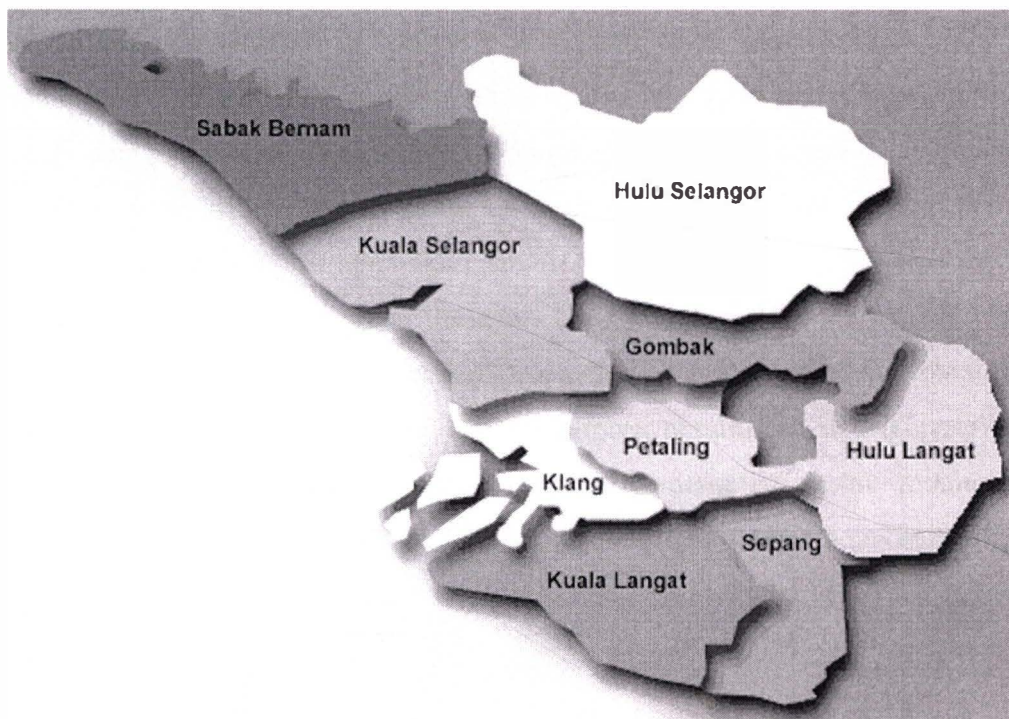 Sabak Bernam
Hulu Selangor
Kuala Selangor
Gombak
Petaling
Hulu Langat
Klang
Sepang
Kuala Langat